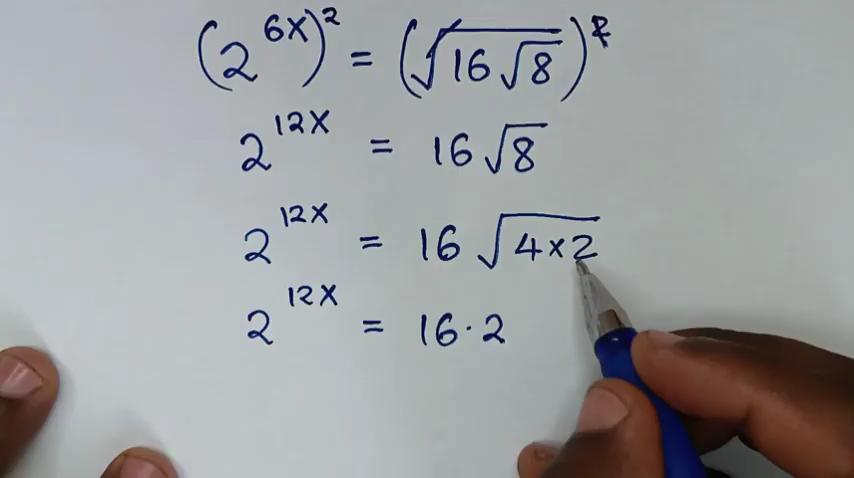 (2^{6x})^2 = (√(16√8))^2
2^{12x} = 16√8
2^{12x} = 16√(4×2)
2^{12x} = 16·2